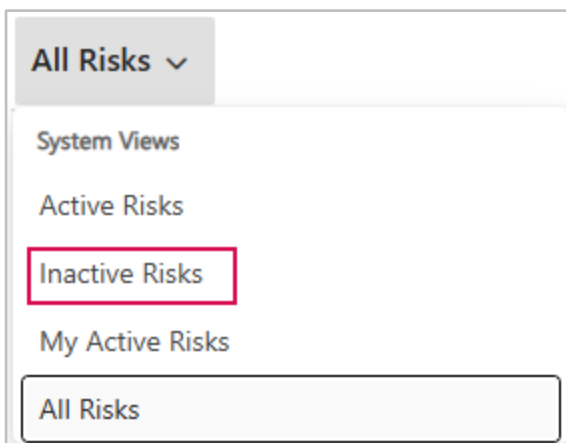 All Risks
System Views
Active Risks
Inactive Risks
My Active Risks
All Risks